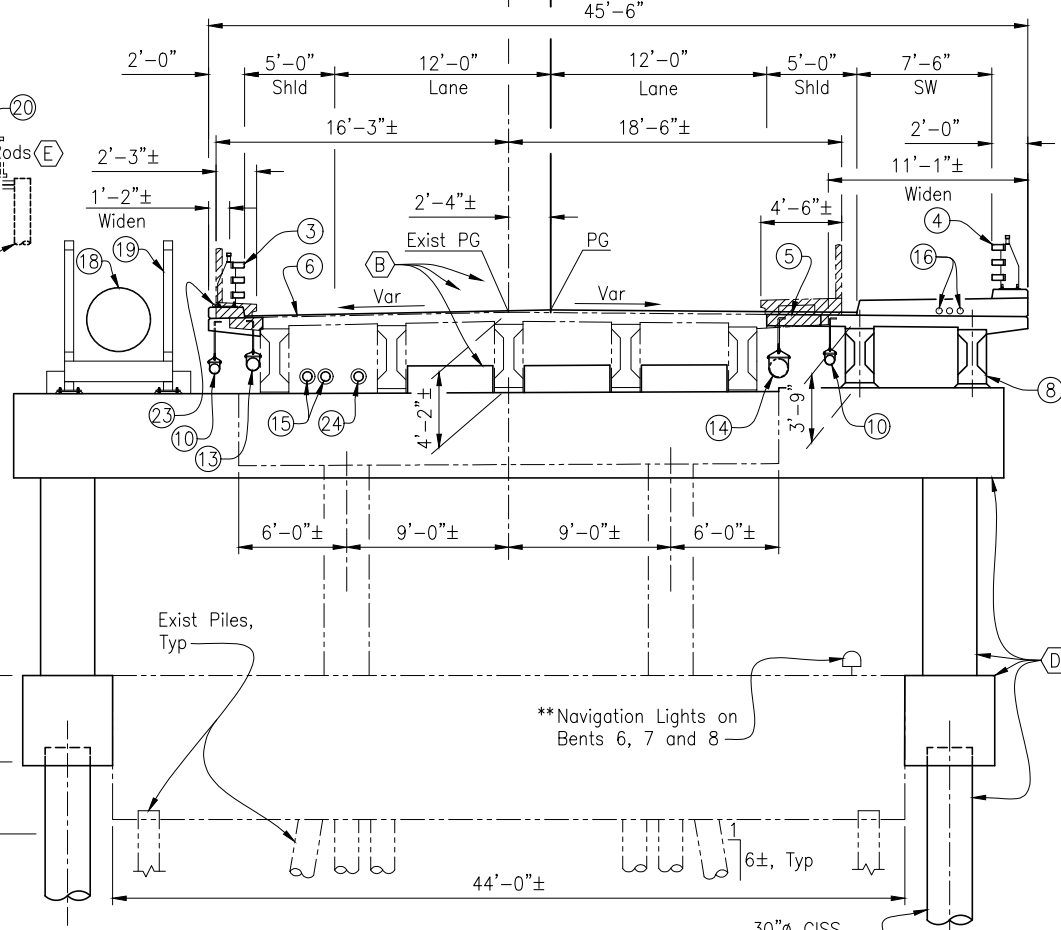 45'-6"
2'-0" 5'-0" 12'-0" 12'-0" 5'-0" 7'-6"
Shld Lane Lane Shld SW
20
16'-3"± 18'-6"± 2'-0"
E
2'-3"± 11'-1"±
1'-2"± Widen
Widen 2'-4"± 4'-6"±
3 4
Exist PG PG
18 19 6 B 5 16
Var Var
4'-2"± 3'-9"
8
23 10 13 15 24 14 10
6'-0"± 9'-0"± 9'-0"± 6'-0"±
Exist Piles,
Typ
D
**Navigation Lights on
Bents 6, 7 and 8
1
6±, Typ
44'-0"±
30"ø CISS